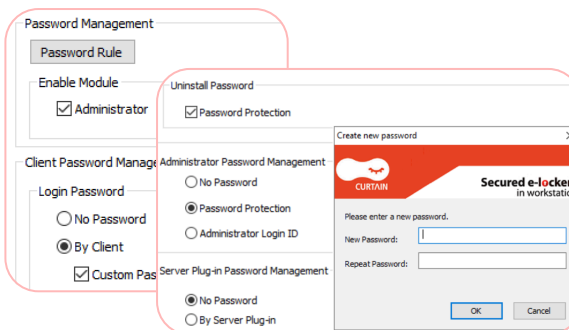 Password Management
Password Rule
Enable Module
Administrator
Client Password Manage
Login Password
No Password
By Client
Custom Pas
Uninstall Password
Password Protection
Administrator Password Management
No Password
Password Protection
Administrator Login ID
Server Plug-in Password Management
No Password
By Server Plug-in
Create new password
CURTAIN
Secured e-locker
in workstatio
Please enter a new password.
New Password:
Repeat Password:
OK
Cancel